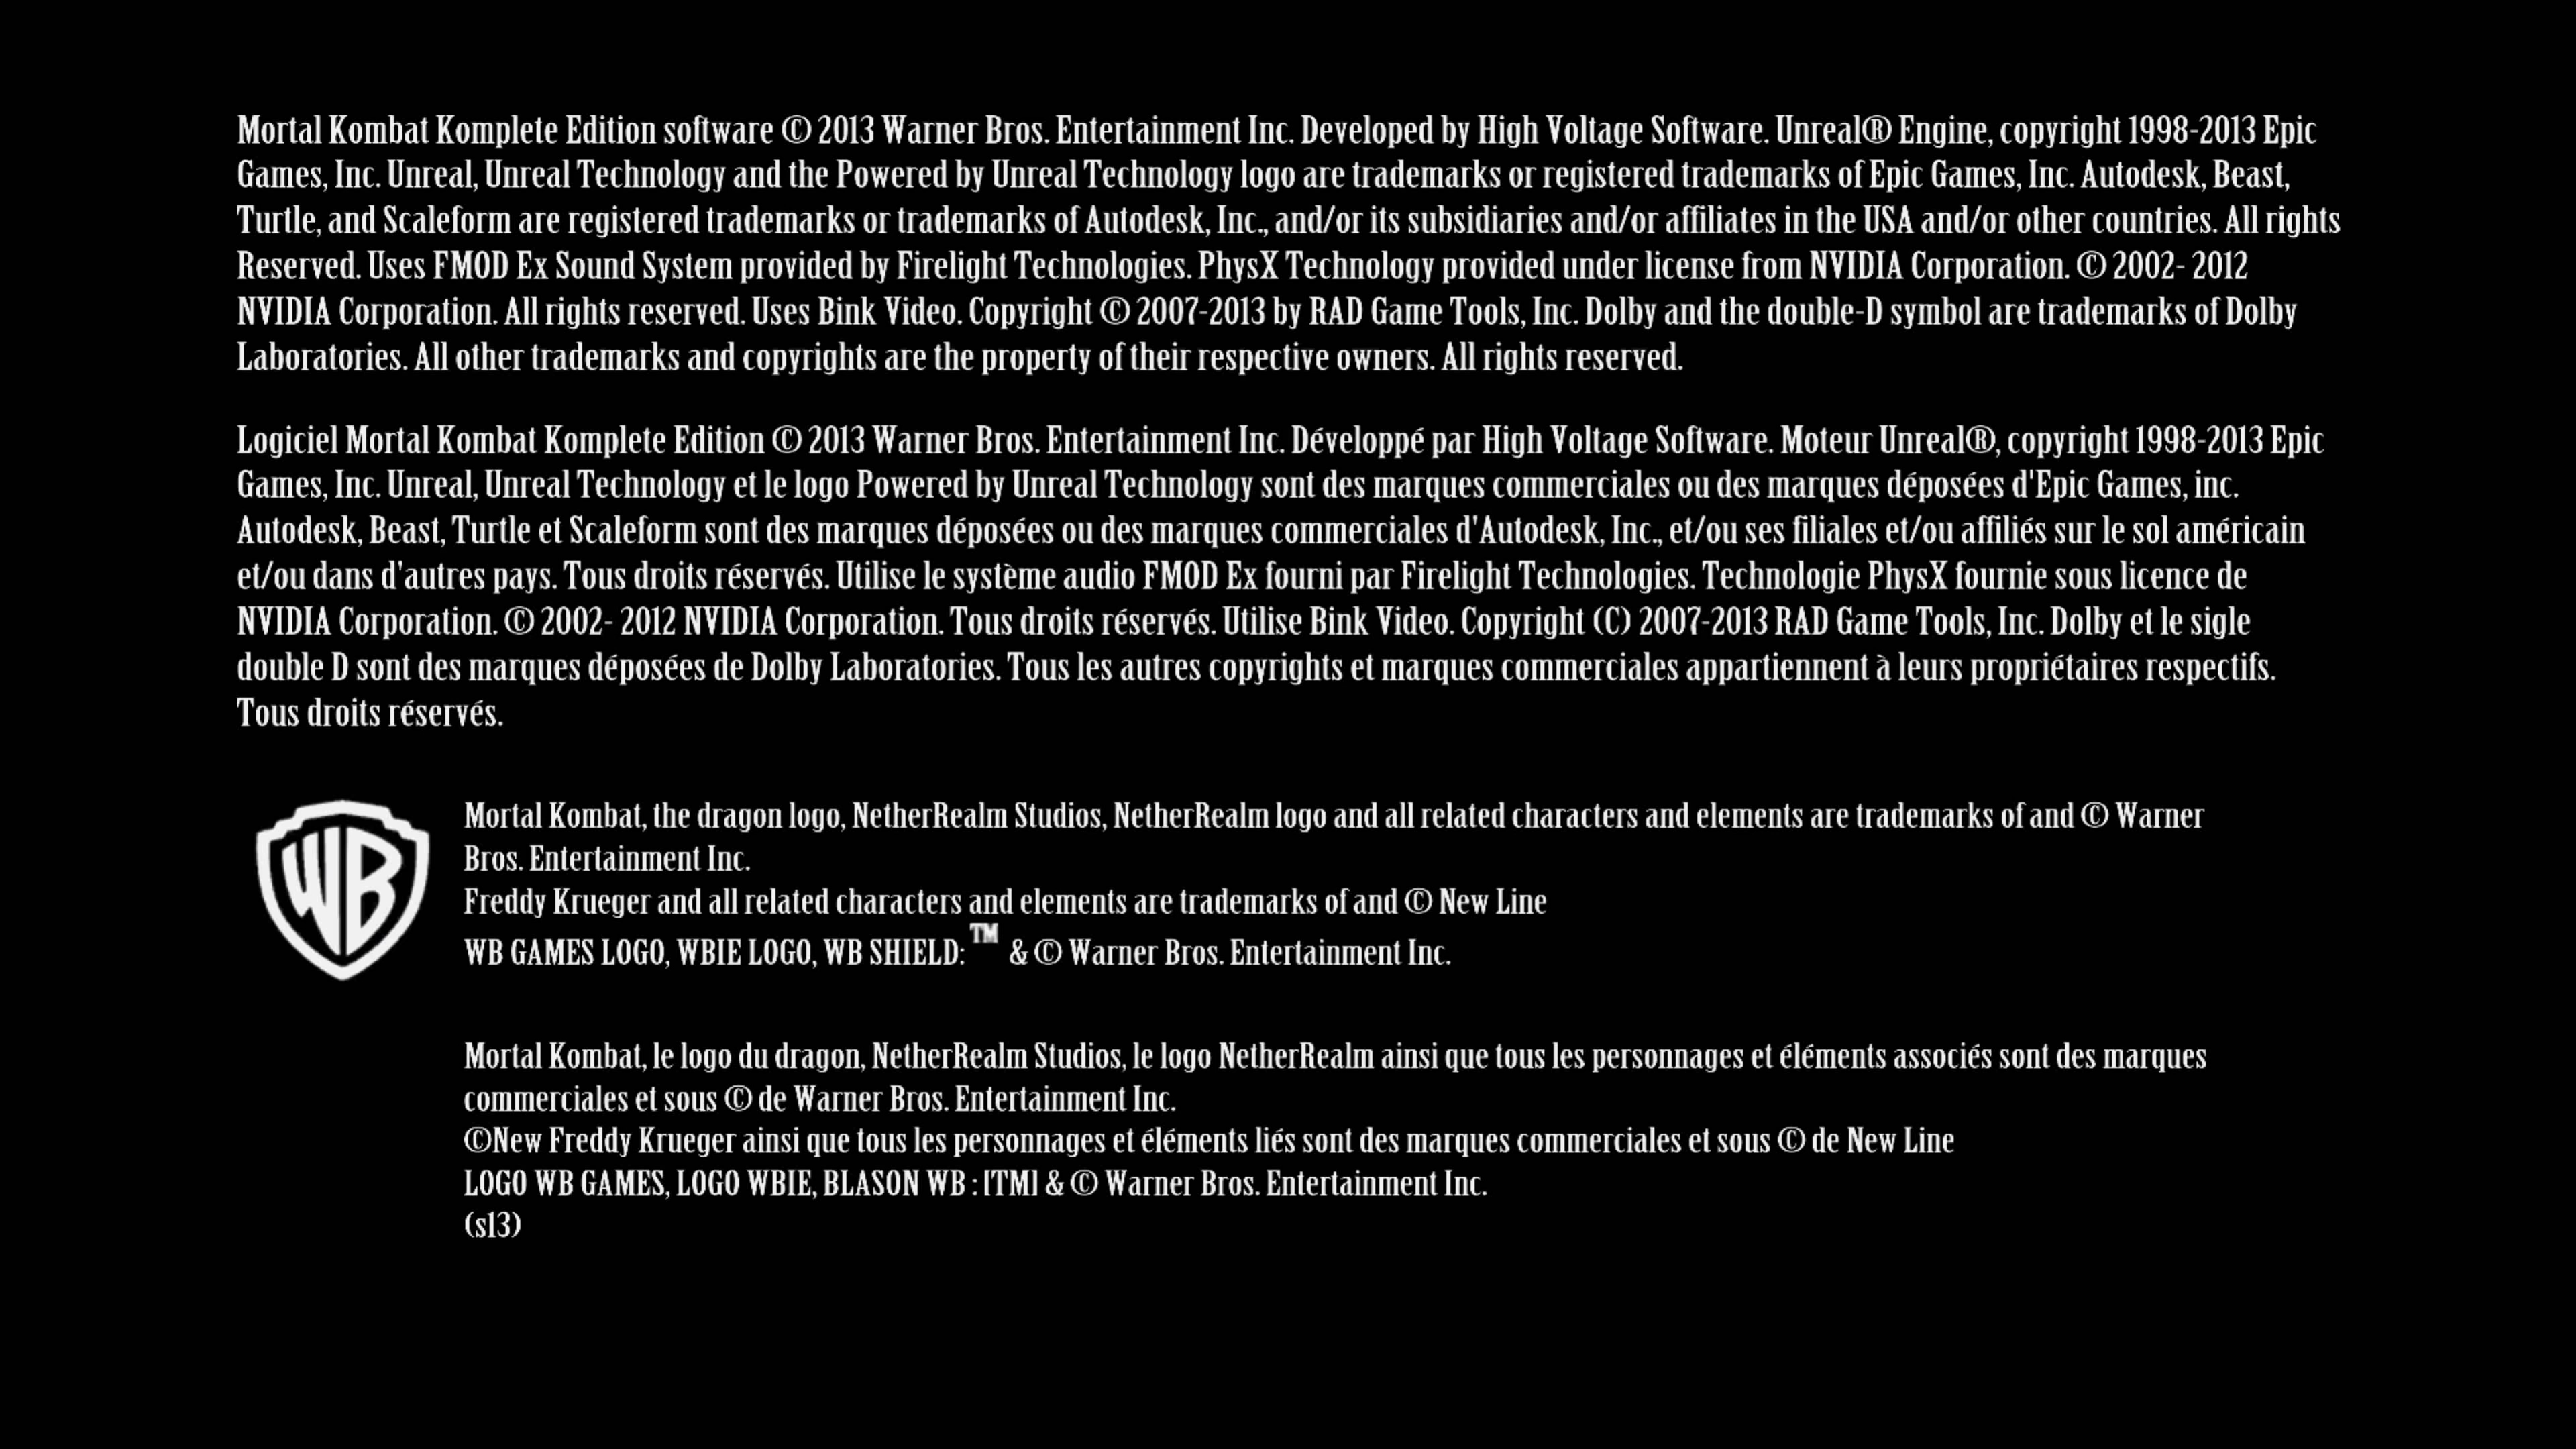 Mortal Kombat Komplete Edition software © 2013 Warner Bros. Entertainment Inc. Developed by High Voltage Software. Unreal® Engine, copyright 1998-2013 Epic
Games, Inc. Unreal, Unreal Technology and the Powered by Unreal Technology logo are trademarks or registered trademarks of Epic Games, Inc. Autodesk, Beast,
Turtle, and Scaleform are registered trademarks or trademarks of Autodesk, Inc., and/or its subsidiaries and/or affiliates in the USA and/or other countries. All rights
Reserved. Uses FMOD Ex Sound System provided by Firelight Technologies. PhysX Technology provided under license from NVIDIA Corporation. © 2002- 2012
NVIDIA Corporation. All rights reserved. Uses Bink Video. Copyright © 2007-2013 by RAD Game Tools, Inc. Dolby and the double-D symbol are trademarks of Dolby
Laboratories. All other trademarks and copyrights are the property of their respective owners. All rights reserved.
Logiciel Mortal Kombat Komplete Edition © 2013 Warner Bros. Entertainment Inc. Développé par High Voltage Software. Moteur Unreal®, copyright 1998-2013 Epic
Games, Inc. Unreal, Unreal Technology et le logo Powered by Unreal Technology sont des marques commerciales ou des marques déposées d'Epic Games, inc.
Autodesk, Beast, Turtle et Scaleform sont des marques déposées ou des marques commerciales d'Autodesk, Inc., et/ou ses filiales et/ou affiliés sur le sol américain
et/ou dans d'autres pays. Tous droits réservés. Utilise le système audio FMOD Ex fourni par Firelight Technologies. Technologie PhysX fournie sous licence de
NVIDIA Corporation. © 2002- 2012 NVIDIA Corporation. Tous droits réservés. Utilise Bink Video. Copyright (C) 2007-2013 RAD Game Tools, Inc. Dolby et le sigle
double D sont des marques déposées de Dolby Laboratories. Tous les autres copyrights et marques commerciales appartiennent à leurs propriétaires respectifs.
Tous droits réservés.
WB
Mortal Kombat, the dragon logo, NetherRealm Studios, NetherRealm logo and all related characters and elements are trademarks of and © Warner
Bros. Entertainment Inc.
Freddy Krueger and all related characters and elements are trademarks of and © New Line
WB GAMES LOGO, WBIE LOGO, WB SHIELD: ™ & © Warner Bros. Entertainment Inc.
Mortal Kombat, le logo du dragon, NetherRealm Studios, le logo NetherRealm ainsi que tous les personnages et éléments associés sont des marques
commerciales et sous © de Warner Bros. Entertainment Inc.
©New Freddy Krueger ainsi que tous les personnages et éléments liés sont des marques commerciales et sous © de New Line
LOGO WB GAMES, LOGO WBIE, BLASON WB : [TM] & © Warner Bros. Entertainment Inc.
(s13)